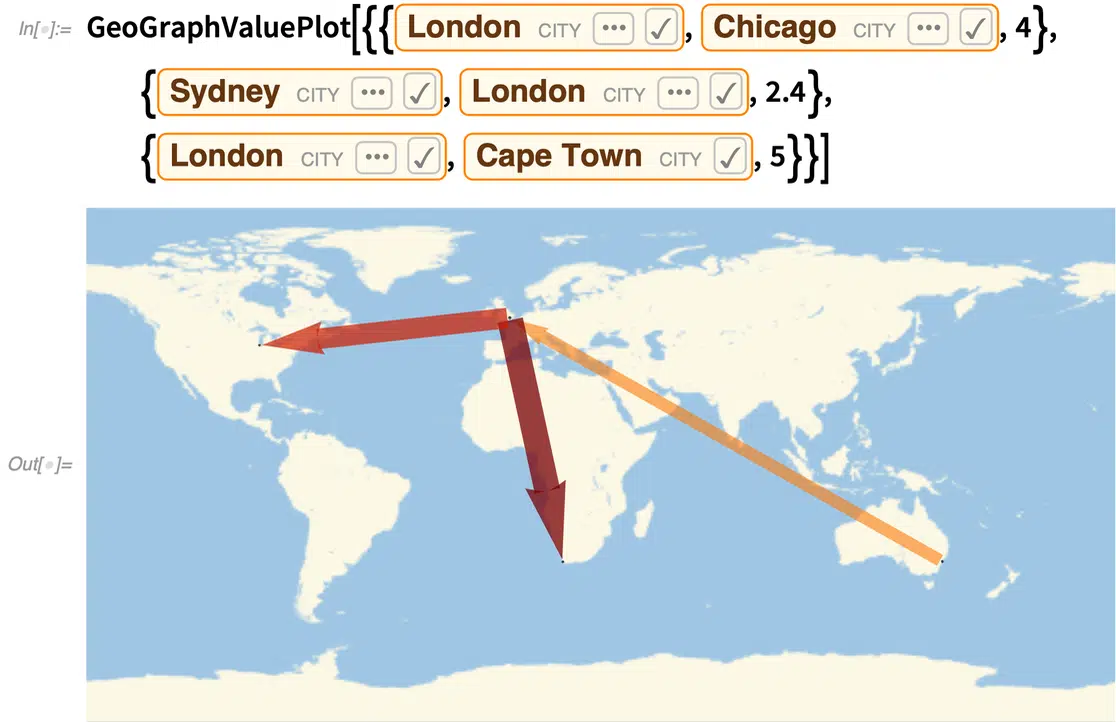 In[•]:= GeoGraphValuePlot[{{London CITY ••• ✓, Chicago CITY ••• ✓, 4},
{Sydney CITY ••• ✓, London CITY ••• ✓, 2.4},
{London CITY ••• ✓, Cape Town CITY ✓, 5}}]
Out[•]=